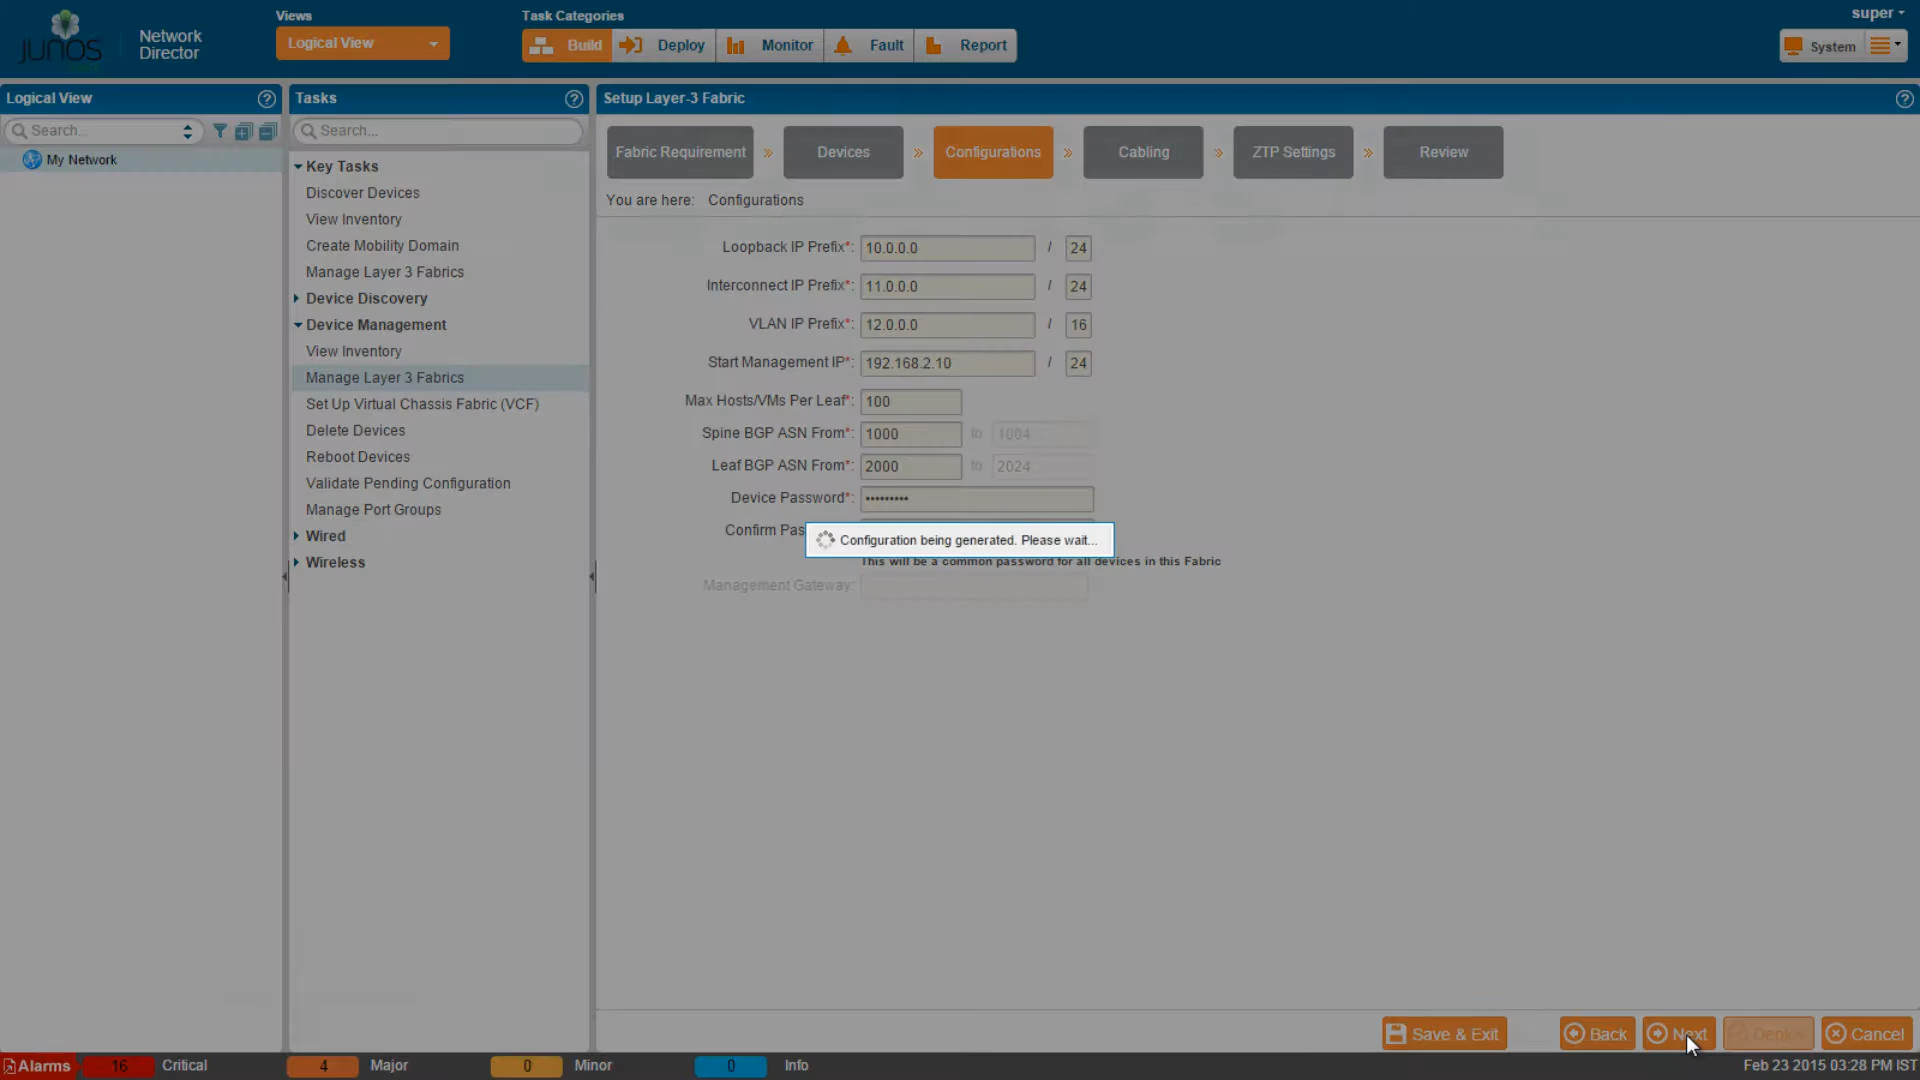 JUNOS
Network
Director
Views
Logical View
Task Categories
Build
Deploy
Monitor
Fault
Report
super
System
Logical View
?
Search...
My Network
Tasks
?
Search...
Key Tasks
Discover Devices
View Inventory
Create Mobility Domain
Manage Layer 3 Fabrics
Device Discovery
Device Management
View Inventory
Manage Layer 3 Fabrics
Set Up Virtual Chassis Fabric (VCF)
Delete Devices
Reboot Devices
Validate Pending Configuration
Manage Port Groups
Wired
Wireless
Setup Layer-3 Fabric
?
Fabric Requirement » Devices » Configurations » Cabling » ZTP Settings » Review
You are here: Configurations
Loopback IP Prefix*: 10.0.0.0 / 24
Interconnect IP Prefix*: 11.0.0.0 / 24
VLAN IP Prefix*: 12.0.0.0 / 16
Start Management IP*: 192.168.2.10 / 24
Max Hosts/VMs Per Leaf*: 100
Spine BGP ASN From*: 1000 to 1004
Leaf BGP ASN From*: 2000 to 2024
Device Password*: •••••••••
Confirm Pas
Configuration being generated. Please wait...
This will be a common password for all devices in this Fabric
Management Gateway:
Save & Exit
Back
Next
Deploy
Cancel
Alarms 16 Critical 4 Major 0 Minor 0 Info
Feb 23 2015 03:28 PM IST